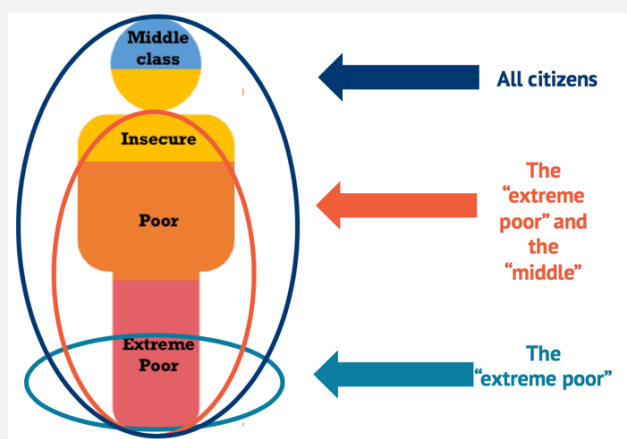 Middle
class
All citizens
Insecure
The
“extreme
poor” and
the
“middle”
Poor
Extreme
Poor
The
“extreme poor”